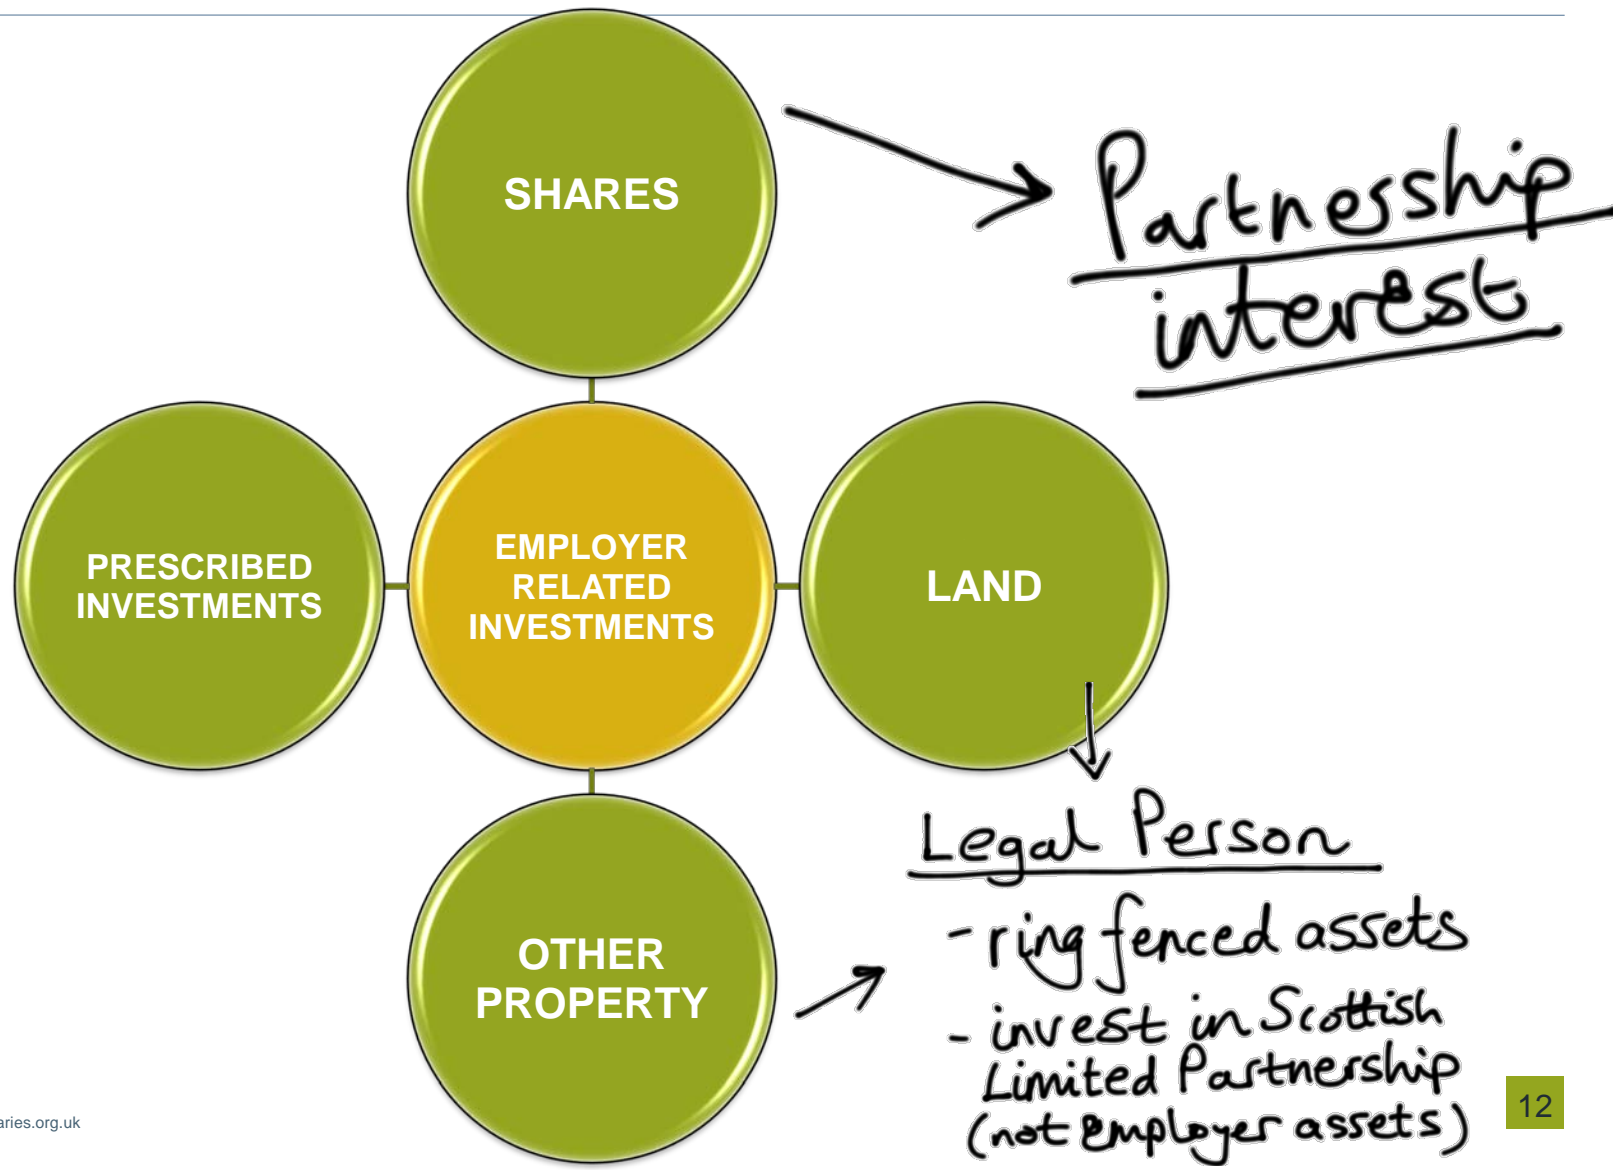 SHARES
Partnership
interest
PRESCRIBED
INVESTMENTS
EMPLOYER
RELATED
INVESTMENTS
LAND
OTHER
PROPERTY
Legal Person
- ring fenced assets
- invest in Scottish
Limited Partnership
(not employer assets)
aries.org.uk
12